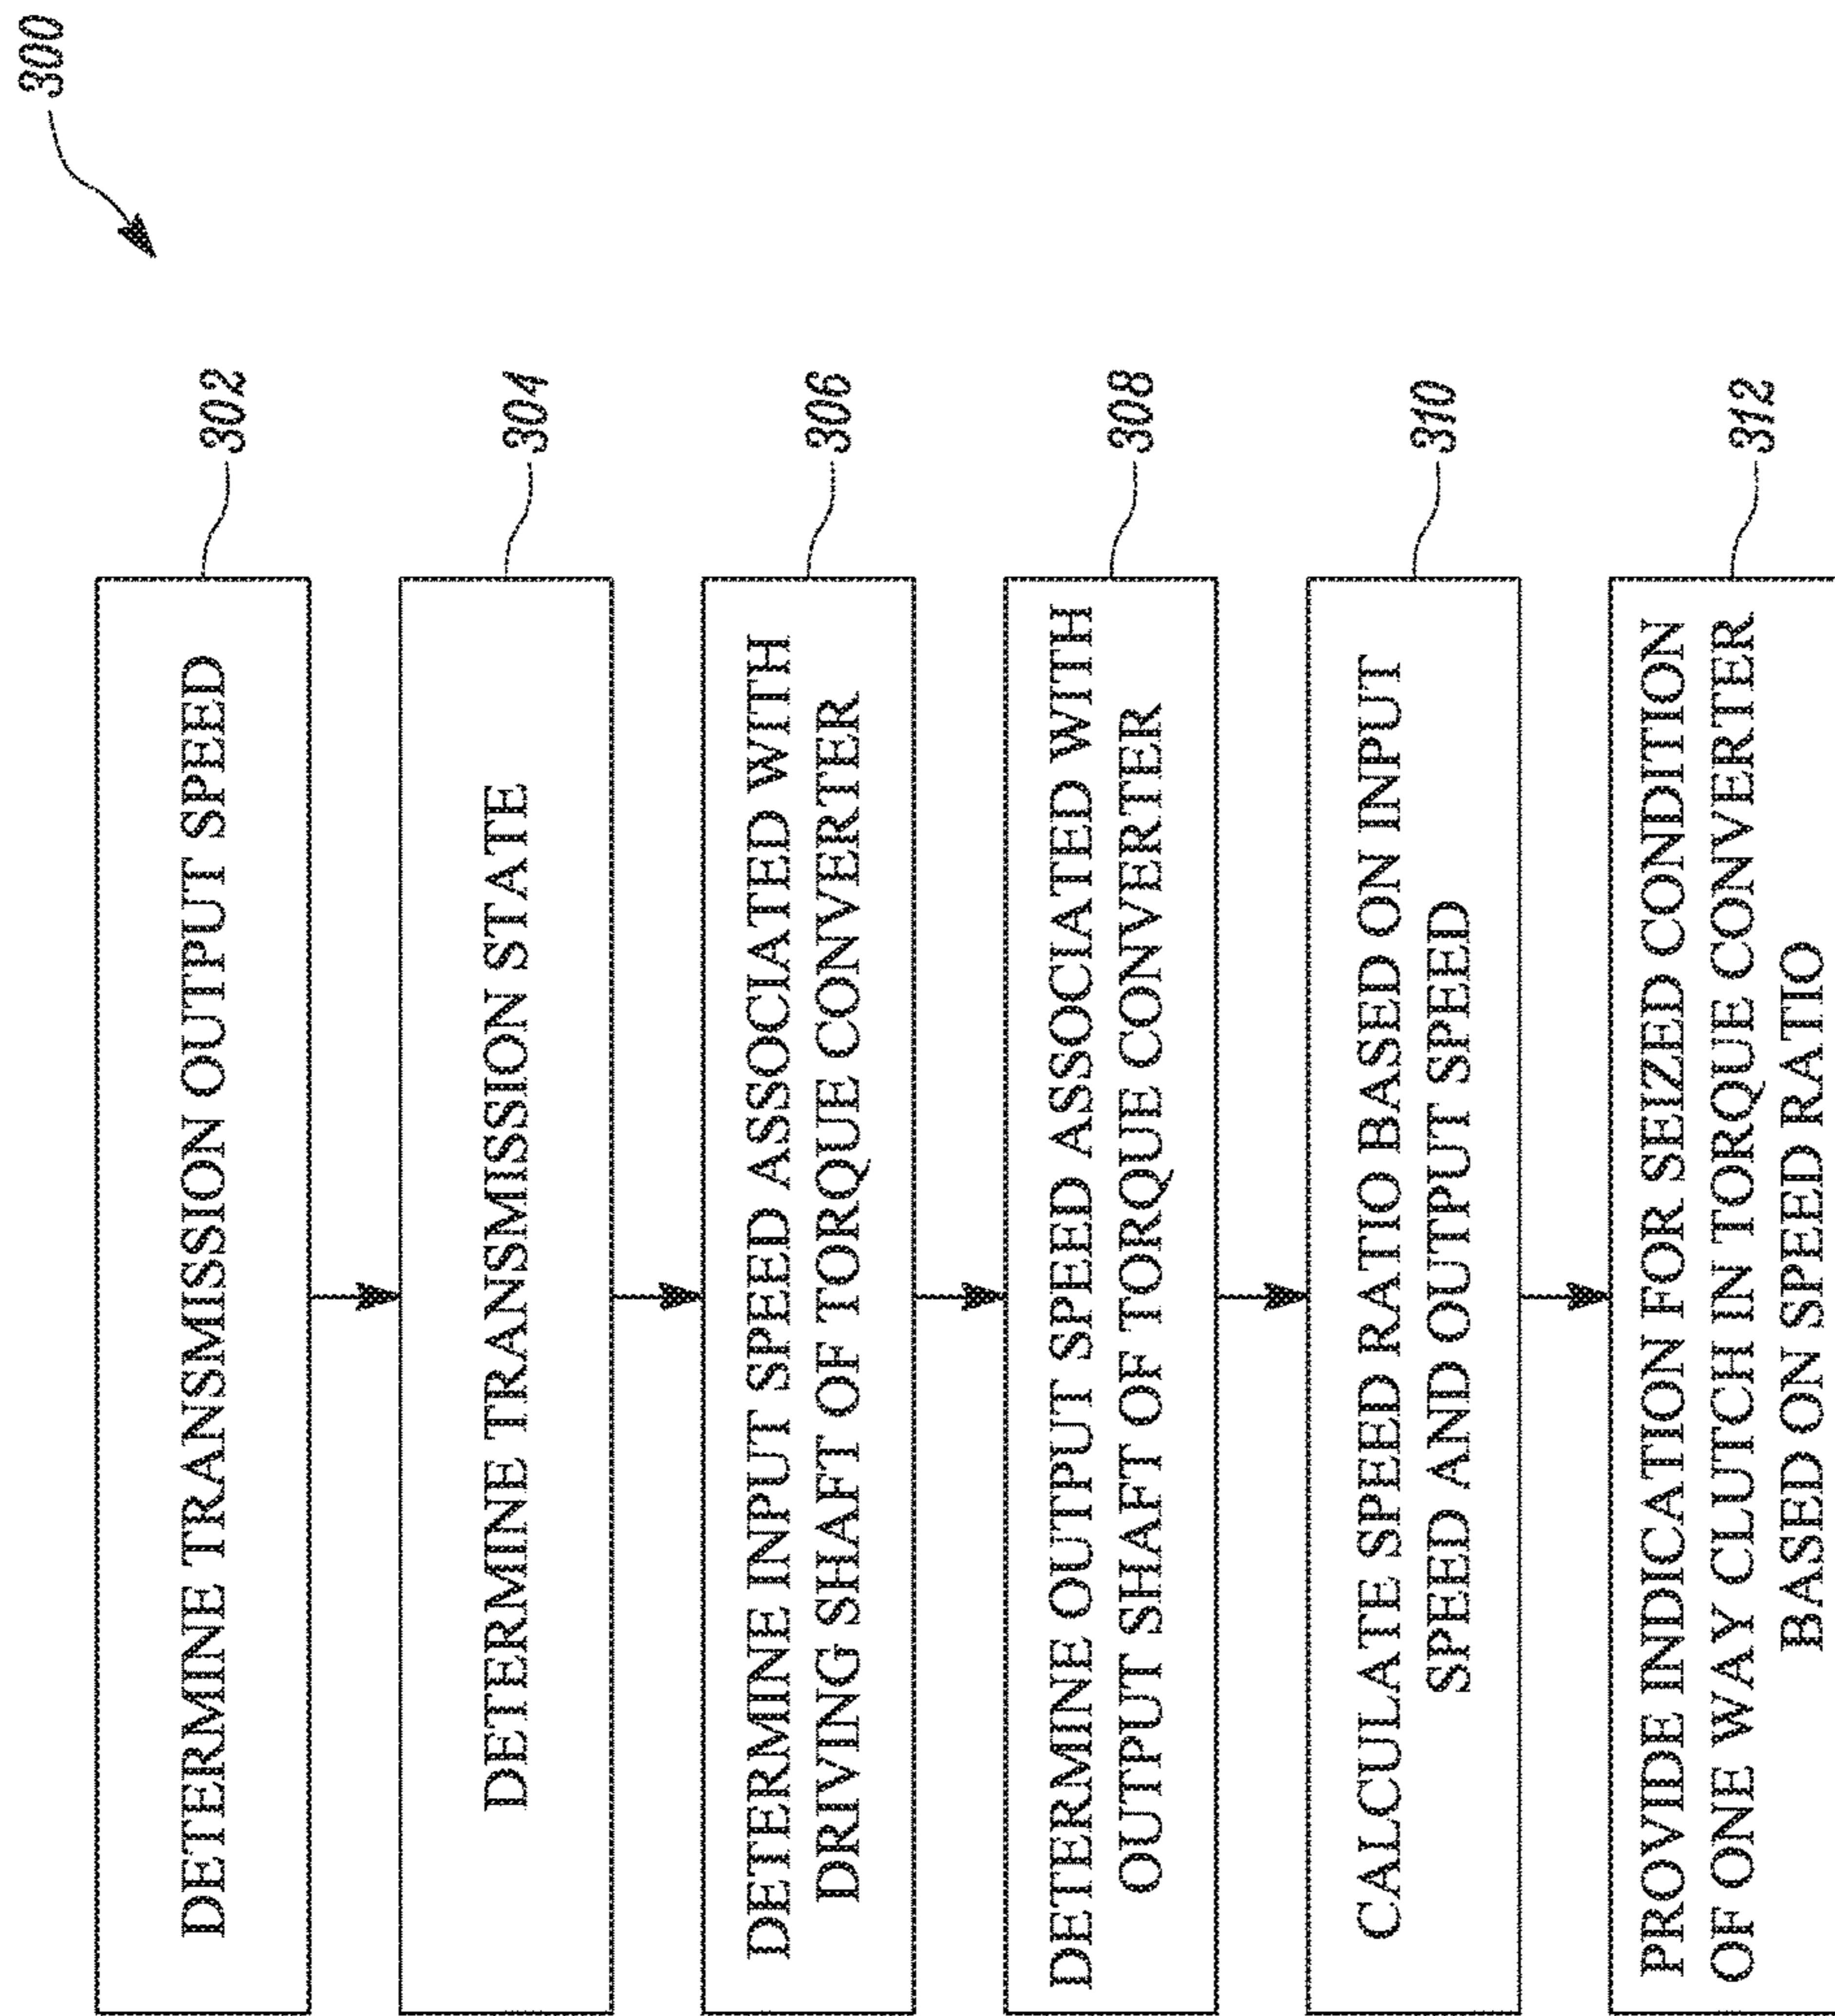 300
DETERMINE TRANSMISSION OUTPUT SPEED
302
DETERMINE TRANSMISSION STATE
304
DETERMINE INPUT SPEED ASSOCIATED WITH
DRIVING SHAFT OF TORQUE CONVERTER
306
DETERMINE OUTPUT SPEED ASSOCIATED WITH
OUTPUT SHAFT OF TORQUE CONVERTER
308
CALCULATE SPEED RATIO BASED ON INPUT
SPEED AND OUTPUT SPEED
310
PROVIDE INDICATION FOR SEIZED CONDITION
OF ONE WAY CLUTCH IN TORQUE CONVERTER
BASED ON SPEED RATIO
312